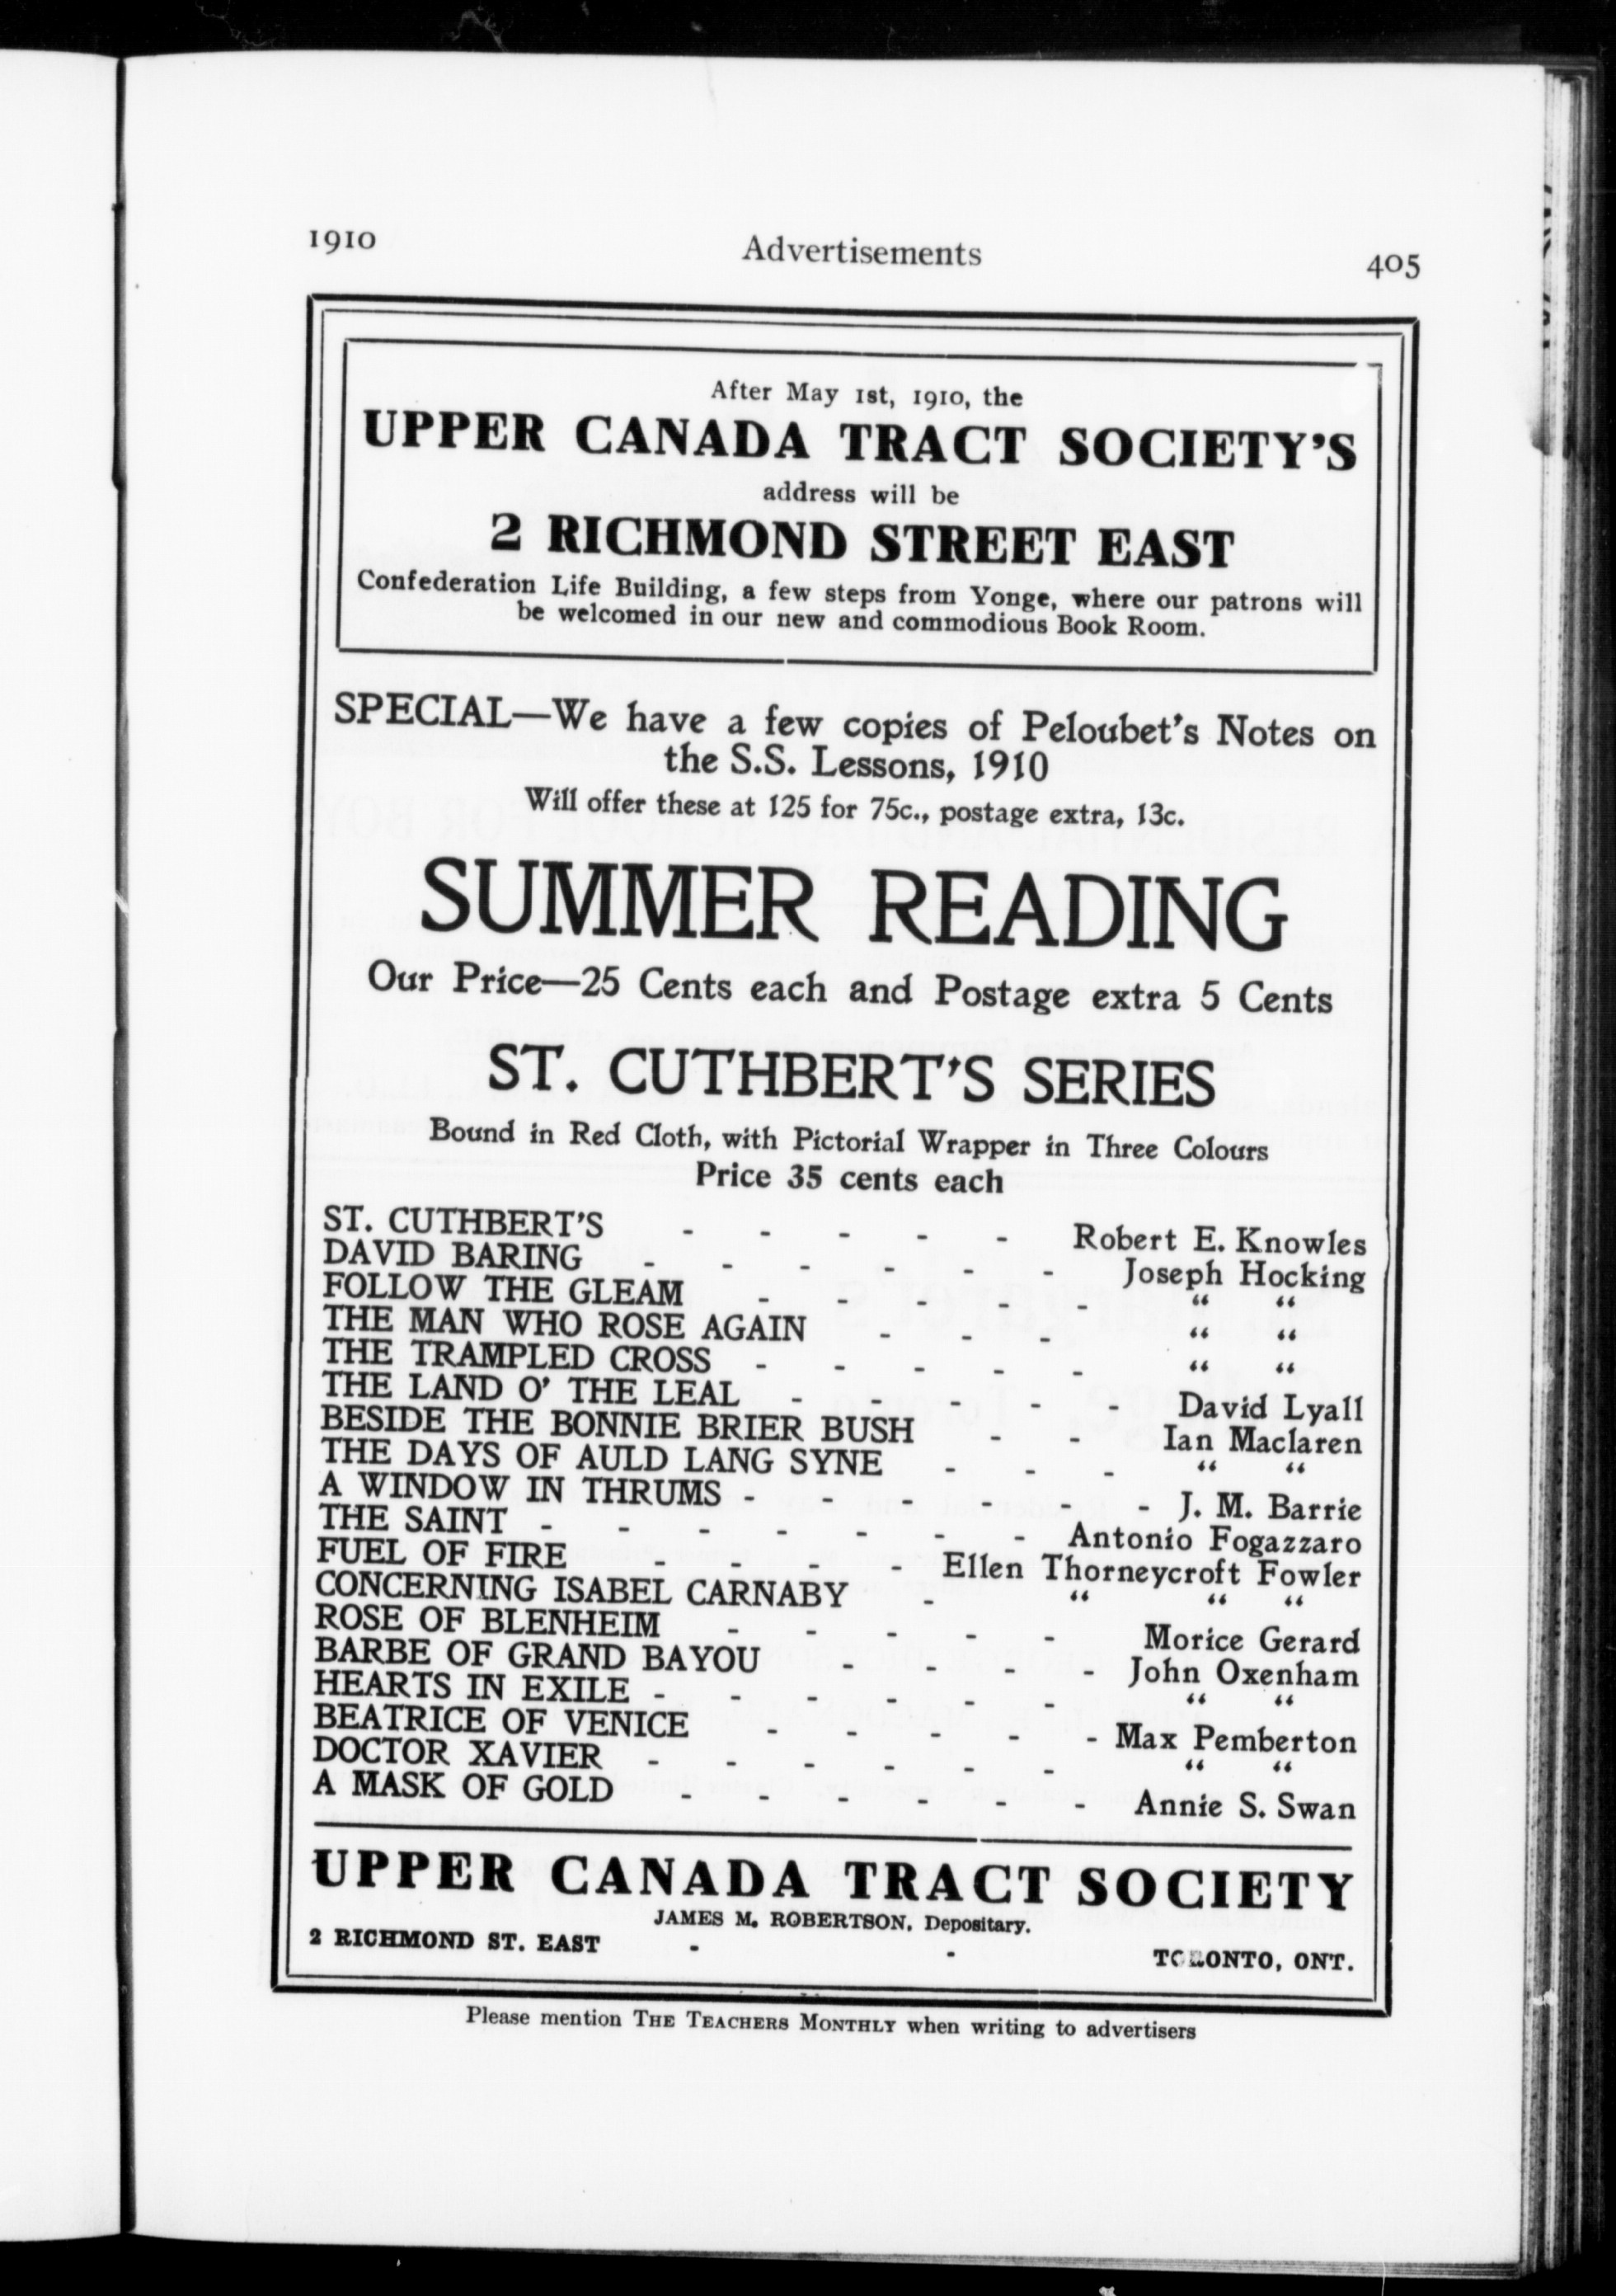 1910 Advertisements 405
After May 1st, 1910, the
UPPER CANADA TRACT SOCIETY'S
address will be
2 RICHMOND STREET EAST
Confederation Life Building, a few steps from Yonge, where our patrons will
be welcomed in our new and commodious Book Room.
SPECIAL—We have a few copies of Peloubet's Notes on
the S.S. Lessons, 1910
Will offer these at 125 for 75c., postage extra, 13c.
SUMMER READING
Our Price—25 Cents each and Postage extra 5 Cents
ST. CUTHBERT'S SERIES
Bound in Red Cloth, with Pictorial Wrapper in Three Colours
Price 35 cents each
ST. CUTHBERT'S - - - - - Robert E. Knowles
DAVID BARING - - - - - - Joseph Hocking
FOLLOW THE GLEAM - - - - - “ “
THE MAN WHO ROSE AGAIN - - - “ “
THE TRAMPLED CROSS - - - - - “ “
THE LAND O' THE LEAL - - - - - David Lyall
BESIDE THE BONNIE BRIER BUSH - - Ian Maclaren
THE DAYS OF AULD LANG SYNE - - - “ “
A WINDOW IN THRUMS - - - - - - J. M. Barrie
THE SAINT - - - - - - - Antonio Fogazzaro
FUEL OF FIRE - - - - Ellen Thorneycroft Fowler
CONCERNING ISABEL CARNABY - “ “ “
ROSE OF BLENHEIM - - - - - Morice Gerard
BARBE OF GRAND BAYOU - - - - John Oxenham
HEARTS IN EXILE - - - - - - “ “
BEATRICE OF VENICE - - - - - Max Pemberton
DOCTOR XAVIER - - - - - - “ “
A MASK OF GOLD - - - - - - Annie S. Swan
UPPER CANADA TRACT SOCIETY
JAMES M. ROBERTSON, Depositary.
2 RICHMOND ST. EAST - - TORONTO, ONT.
Please mention THE TEACHERS MONTHLY when writing to advertisers